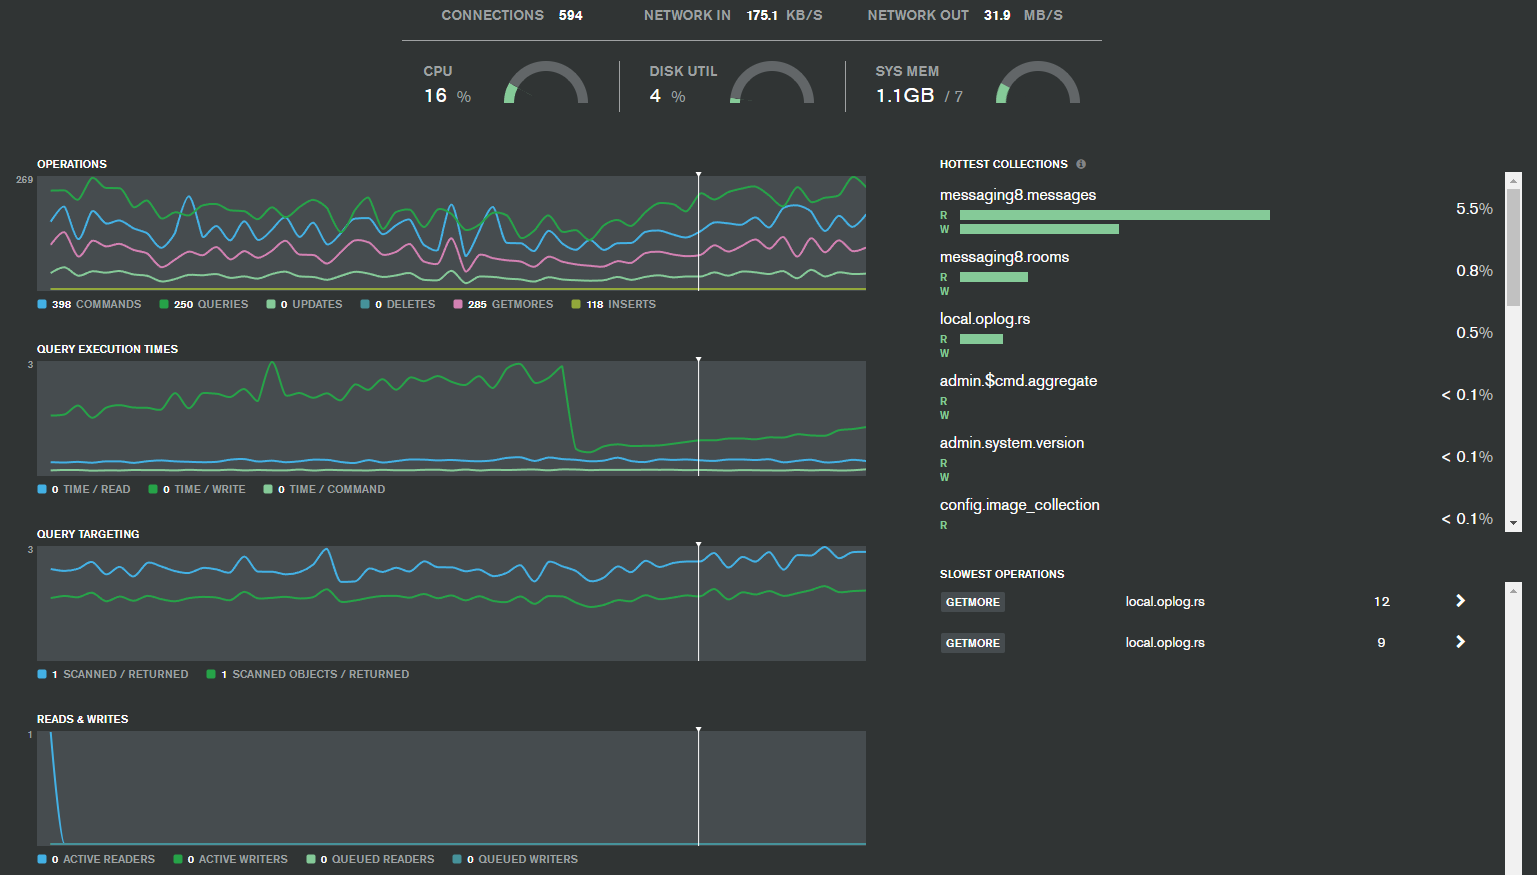 CONNECTIONS 594 NETWORK IN 175.1 KB/S NETWORK OUT 31.9 MB/S
CPU
16 %
DISK UTIL
4 %
SYS MEM
1.1GB / 7
OPERATIONS
269
398 COMMANDS 250 QUERIES 0 UPDATES 0 DELETES 285 GETMORES 118 INSERTS
QUERY EXECUTION TIMES
3
0 TIME / READ 0 TIME / WRITE 0 TIME / COMMAND
QUERY TARGETING
3
1 SCANNED / RETURNED 1 SCANNED OBJECTS / RETURNED
READS & WRITES
1
0 ACTIVE READERS 0 ACTIVE WRITERS 0 QUEUED READERS 0 QUEUED WRITERS
HOTTEST COLLECTIONS
messaging8.messages
R
W
5.5%
messaging8.rooms
R
W
0.8%
local.oplog.rs
R
W
0.5%
admin.$cmd.aggregate
R
W
< 0.1%
admin.system.version
R
W
< 0.1%
config.image_collection
R
< 0.1%
SLOWEST OPERATIONS
GETMORE local.oplog.rs 12
GETMORE local.oplog.rs 9